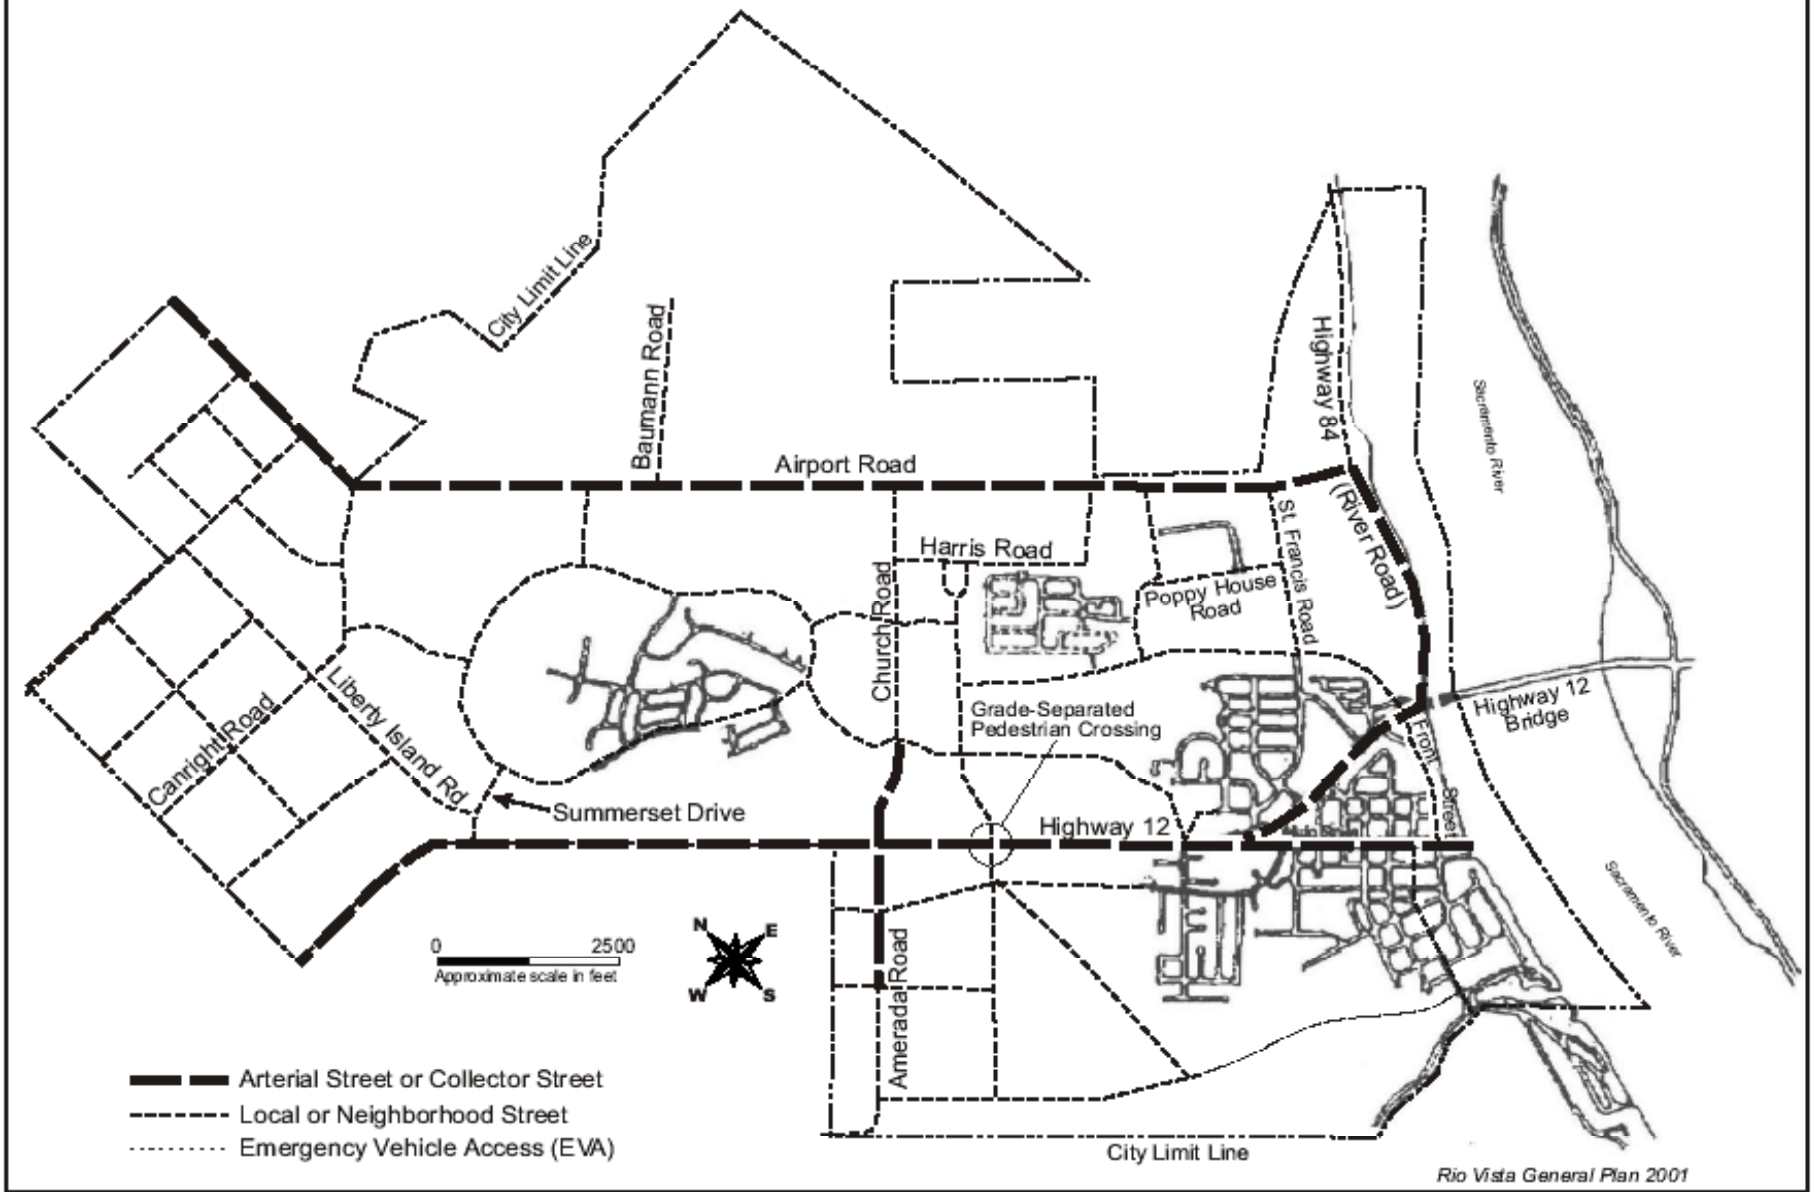 City Limit Line
Baumann Road
Airport Road
Highway 84
(River Road)
Sacramento River
Harris Road
St. Francis Road
Poppy House
Road
Church Road
Liberty Island Rd
Canright Road
Grade-Separated
Pedestrian Crossing
Highway 12
Bridge
Front Street
Summerset Drive
Highway 12
Sacramento River
0 2500
Approximate scale in feet
N E
W S
Amerada Road
Arterial Street or Collector Street
Local or Neighborhood Street
Emergency Vehicle Access (EVA)
City Limit Line
Rio Vista General Plan 2001